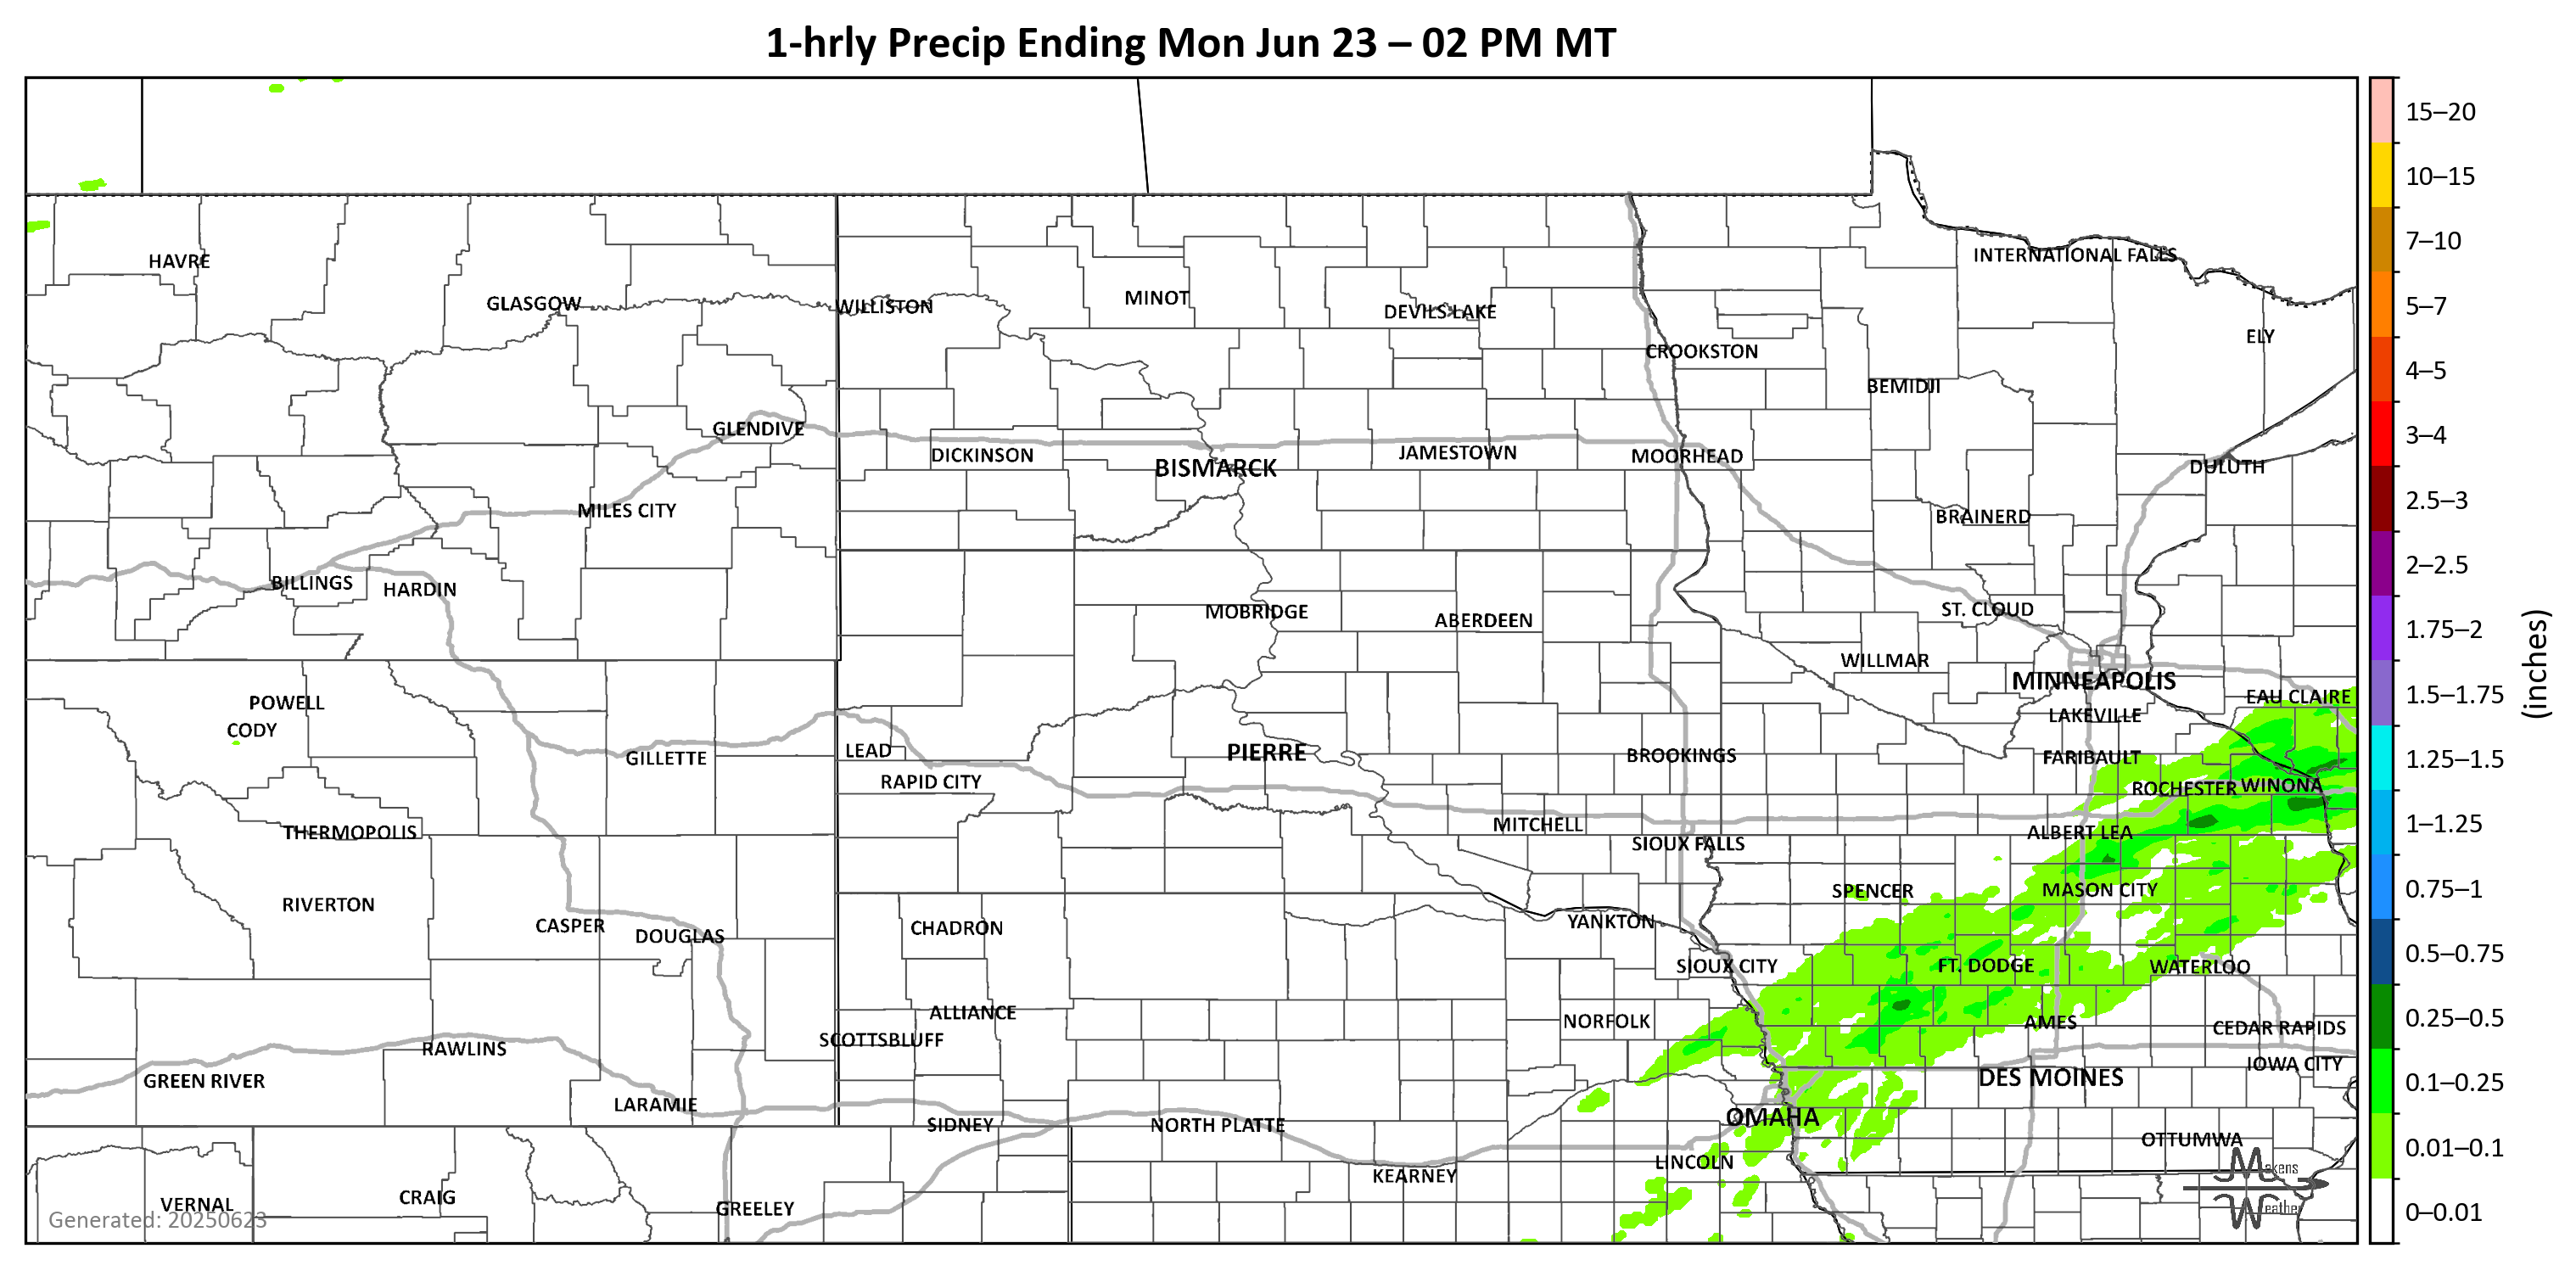 1-hrly Precip Ending Mon Jun 23 – 02 PM MT
15–20
10–15
7–10
5–7
4–5
3–4
2.5–3
2–2.5
1.75–2
1.5–1.75
1.25–1.5
1–1.25
0.75–1
0.5–0.75
0.25–0.5
0.1–0.25
0.01–0.1
0–0.01
(inches)
HAVRE
GLASGOW
WILLISTON
MINOT
DEVILS LAKE
INTERNATIONAL FALLS
CROOKSTON
ELY
BEMIDJI
GLENDIVE
DICKINSON
BISMARCK
JAMESTOWN
MOORHEAD
DULUTH
MILES CITY
BRAINERD
BILLINGS
HARDIN
MOBRIDGE
ABERDEEN
ST. CLOUD
WILLMAR
MINNEAPOLIS
EAU CLAIRE
POWELL
CODY
LAKEVILLE
GILLETTE
LEAD
RAPID CITY
PIERRE
BROOKINGS
FARIBAULT
ROCHESTER
WINONA
THERMOPOLIS
MITCHELL
SIOUX FALLS
ALBERT LEA
RIVERTON
SPENCER
MASON CITY
CASPER
DOUGLAS
CHADRON
YANKTON
SIOUX CITY
FT. DODGE
WATERLOO
ALLIANCE
SCOTTSBLUFF
NORFOLK
AMES
CEDAR RAPIDS
RAWLINS
IOWA CITY
GREEN RIVER
DES MOINES
LARAMIE
SIDNEY
NORTH PLATTE
OMAHA
OTTUMWA
LINCOLN
KEARNEY
VERNAL
CRAIG
GREELEY
Generated: 20250623
Makens
Weather